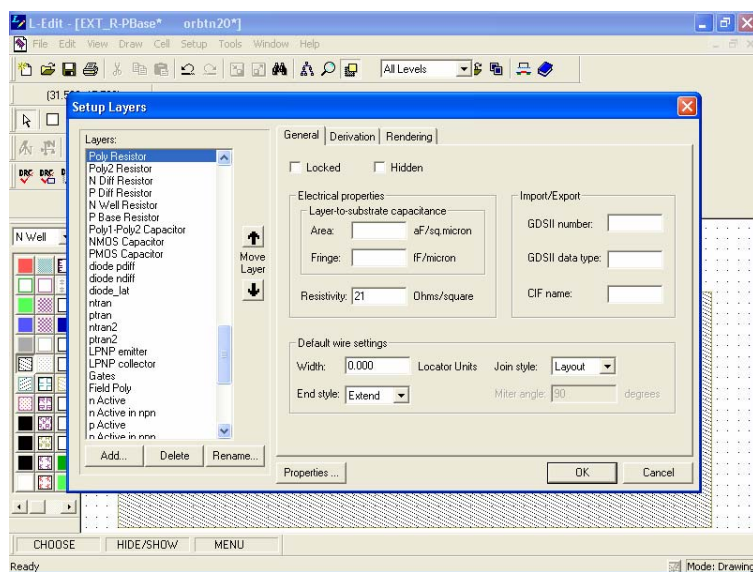 L-Edit - [EXT_R-PBase* orbtn20*]
File Edit View Draw Cell Setup Tools Window Help
All Levels
Setup Layers
Layers:
Poly Resistor
Poly2 Resistor
N Diff Resistor
P Diff Resistor
N Well Resistor
P Base Resistor
Poly1-Poly2 Capacitor
NMOS Capacitor
PMOS Capacitor
diode pdiff
diode ndiff
diode_lat
ntran
ptran
ntran2
ptran2
LPNP emitter
LPNP collector
Gates
Field Poly
n Active
n Active in npn
p Active
n Active in npn
Move
Layer
Add...
Delete
Rename...
General
Derivation
Rendering
Locked
Hidden
Electrical properties
Layer-to-substrate capacitance
Area: aF/sq.micron
Fringe: fF/micron
Resistivity: 21 Ohms/square
Import/Export
GDSII number:
GDSII data type:
CIF name:
Default wire settings
Width: 0.000 Locator Units Join style: Layout
End style: Extend Miter angle: 90 degrees
Properties ...
OK
Cancel
DRC DRC
N Well
CHOOSE HIDE/SHOW MENU
Ready Mode: Drawing